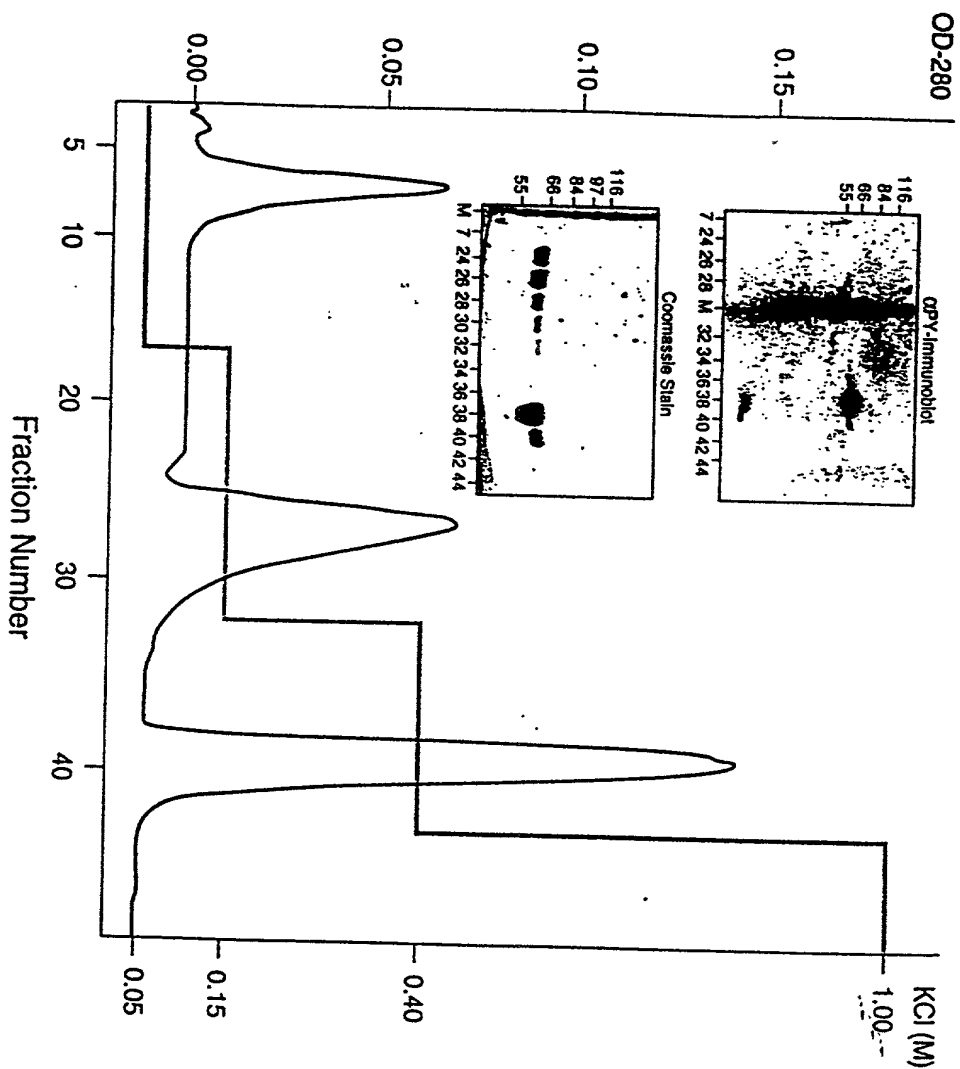 OD-280
0.15
0.10
0.05
0.00
αPY-Immunoblot
116
84
66
55
7 24 26 28 M 32 34 36 38 40 42 44
Coomassie Stain
116
97
84
66
55
M 7 24 26 28 30 32 34 36 38 40 42 44
KCl (M)
1.00
0.40
0.15
0.05
5 10 20 30 40
Fraction Number